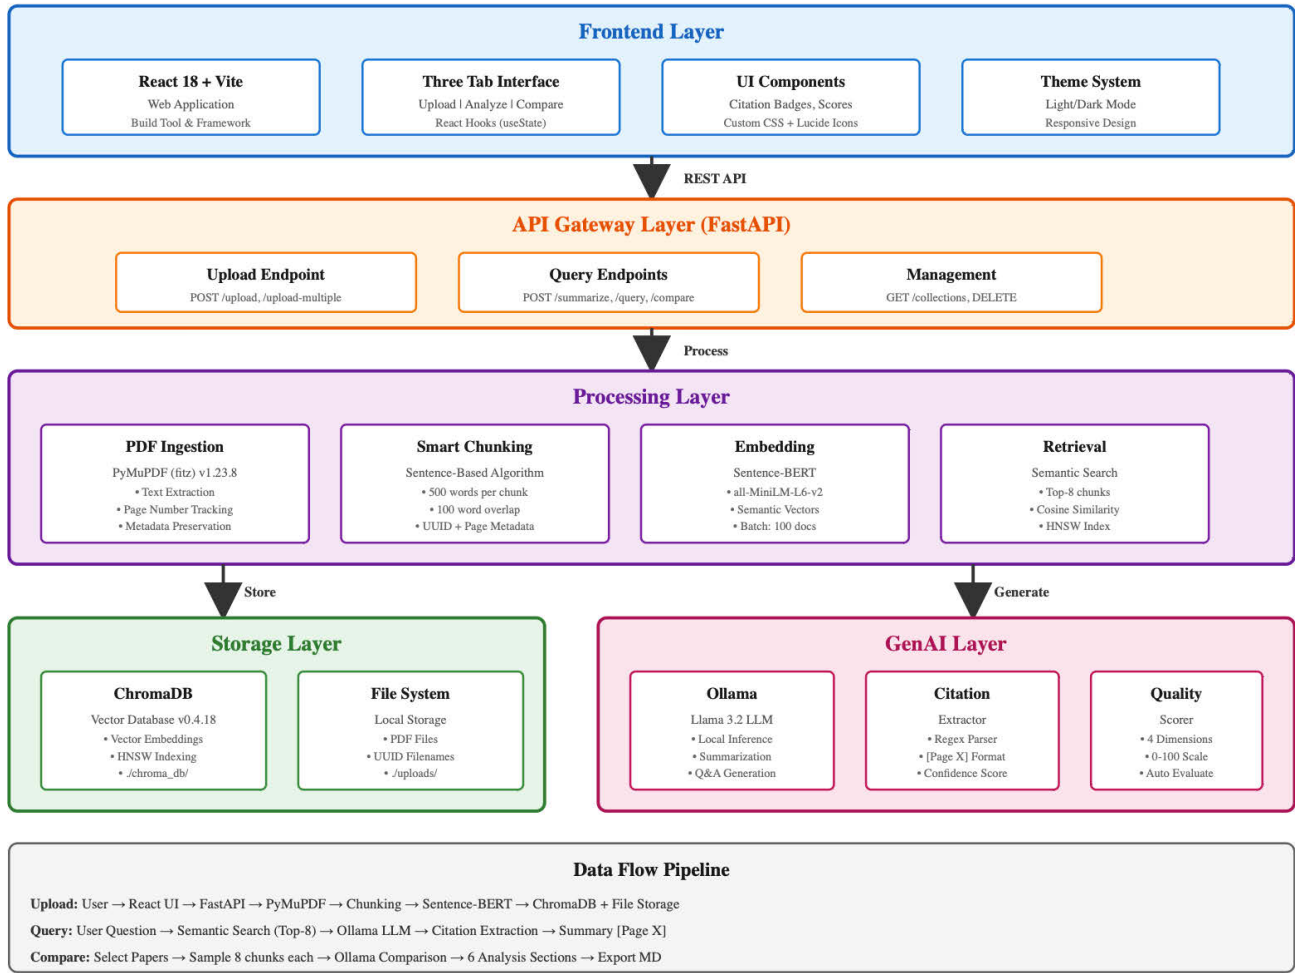 Frontend Layer
React 18 + Vite
Web Application
Build Tool & Framework
Three Tab Interface
Upload | Analyze | Compare
React Hooks (useState)
UI Components
Citation Badges, Scores
Custom CSS + Lucide Icons
Theme System
Light/Dark Mode
Responsive Design
REST API
API Gateway Layer (FastAPI)
Upload Endpoint
POST /upload, /upload-multiple
Query Endpoints
POST /summarize, /query, /compare
Management
GET /collections, DELETE
Process
Processing Layer
PDF Ingestion
PyMuPDF (fitz) v1.23.8
• Text Extraction
• Page Number Tracking
• Metadata Preservation
Smart Chunking
Sentence-Based Algorithm
• 500 words per chunk
• 100 word overlap
• UUID + Page Metadata
Embedding
Sentence-BERT
• all-MiniLM-L6-v2
• Semantic Vectors
• Batch: 100 docs
Retrieval
Semantic Search
• Top-8 chunks
• Cosine Similarity
• HNSW Index
Store
Generate
Storage Layer
ChromaDB
Vector Database v0.4.18
• Vector Embeddings
• HNSW Indexing
• ./chroma_db/
File System
Local Storage
• PDF Files
• UUID Filenames
• ./uploads/
GenAI Layer
Ollama
Llama 3.2 LLM
• Local Inference
• Summarization
• Q&A Generation
Citation
Extractor
• Regex Parser
• [Page X] Format
• Confidence Score
Quality
Scorer
• 4 Dimensions
• 0-100 Scale
• Auto Evaluate
Data Flow Pipeline
Upload: User → React UI → FastAPI → PyMuPDF → Chunking → Sentence-BERT → ChromaDB + File Storage
Query: User Question → Semantic Search (Top-8) → Ollama LLM → Citation Extraction → Summary [Page X]
Compare: Select Papers → Sample 8 chunks each → Ollama Comparison → 6 Analysis Sections → Export MD